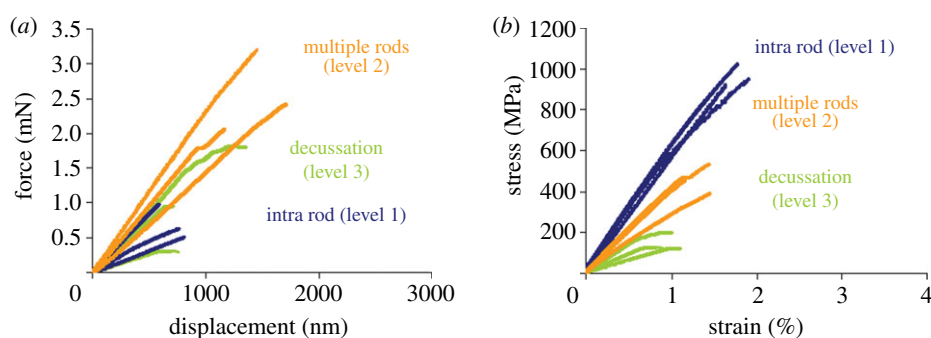 (a)
3.5
3.0
2.5
2.0
1.5
1.0
0.5
0
1000
2000
3000
force (mN)
displacement (nm)
multiple rods
(level 2)
decussation
(level 3)
intra rod (level 1)
(b)
1200
1000
800
600
400
200
0
1
2
3
4
stress (MPa)
strain (%)
intra rod (level 1)
multiple rods
(level 2)
decussation
(level 3)